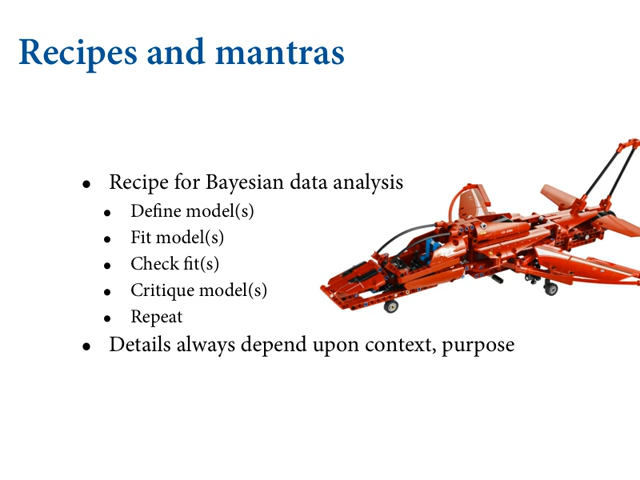 Recipes and mantras
• Recipe for Bayesian data analysis
• Define model(s)
• Fit model(s)
• Check fit(s)
• Critique model(s)
• Repeat
• Details always depend upon context, purpose